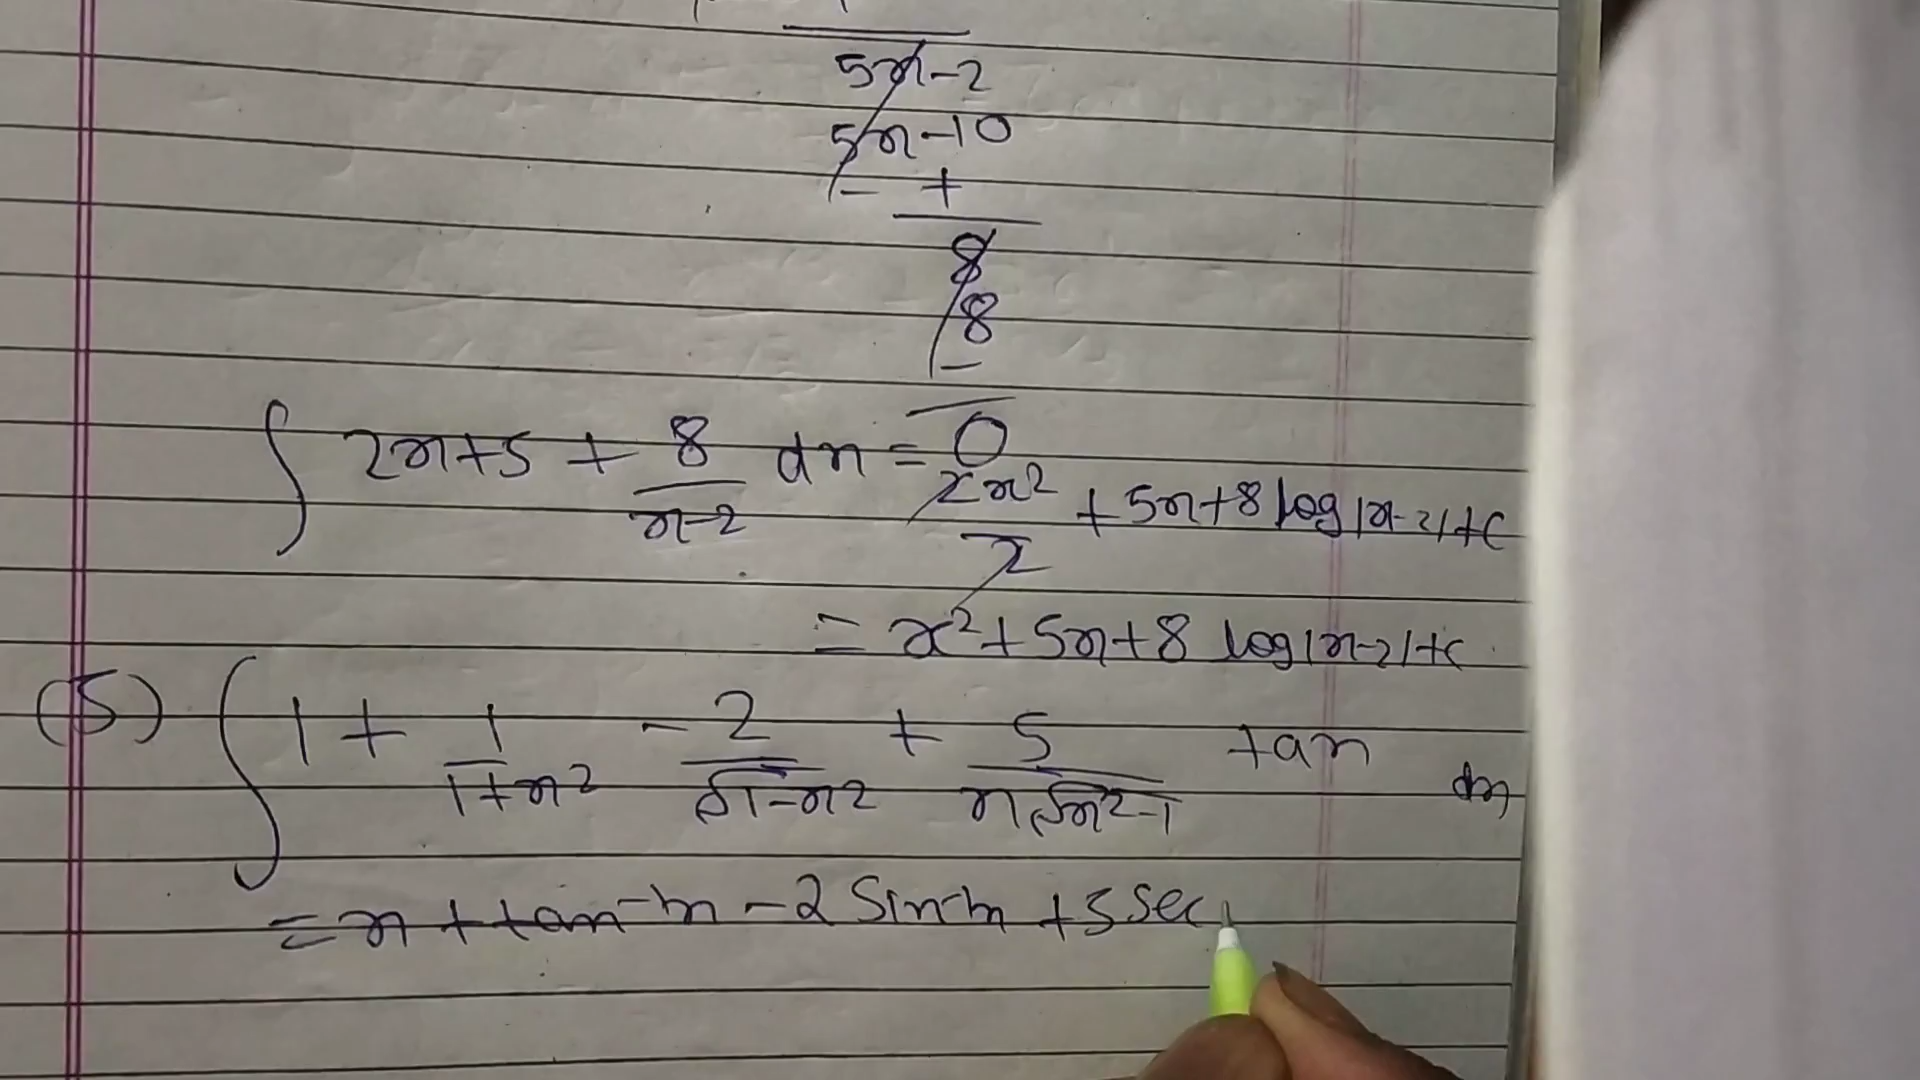 5x-2
5x-10
- +
8
8
-
0
∫ 2x+5 + 8/(x-2) dx = 2x²/2 + 5x+8 log|x-2|+c
= x²+5x+8 log|x-2|+c.
(5) ∫ 1 + 1/(1+x²) - 2/√(1-x²) + 5/(x√(x²-1)) + ax dx
= x + tan⁻¹x - 2 Sin⁻¹x + 5 sec